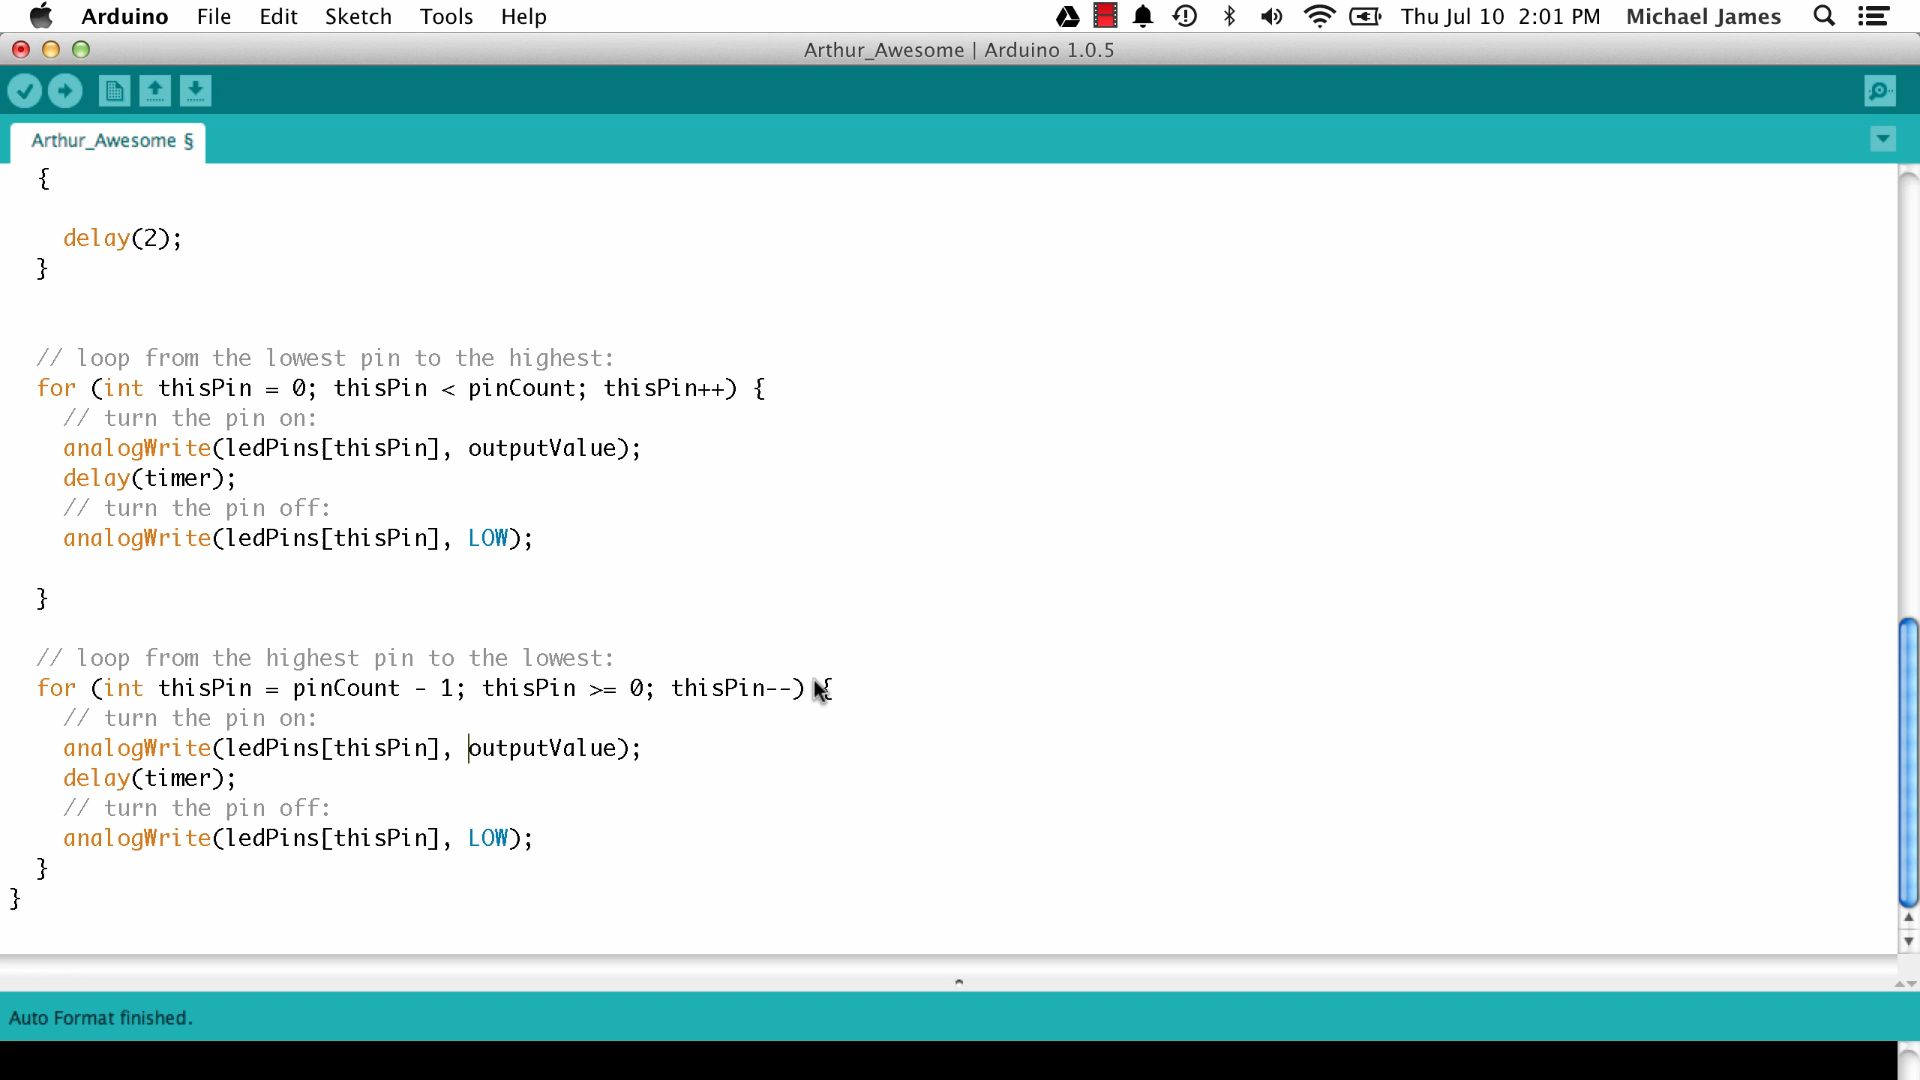 Arduino File Edit Sketch Tools Help Thu Jul 10 2:01 PM Michael James
Arthur_Awesome | Arduino 1.0.5
Arthur_Awesome §
{
delay(2);
}
// loop from the lowest pin to the highest:
for (int thisPin = 0; thisPin < pinCount; thisPin++) {
// turn the pin on:
analogWrite(ledPins[thisPin], outputValue);
delay(timer);
// turn the pin off:
analogWrite(ledPins[thisPin], LOW);
}
// loop from the highest pin to the lowest:
for (int thisPin = pinCount - 1; thisPin >= 0; thisPin--) {
// turn the pin on:
analogWrite(ledPins[thisPin], outputValue);
delay(timer);
// turn the pin off:
analogWrite(ledPins[thisPin], LOW);
}
}
Auto Format finished.